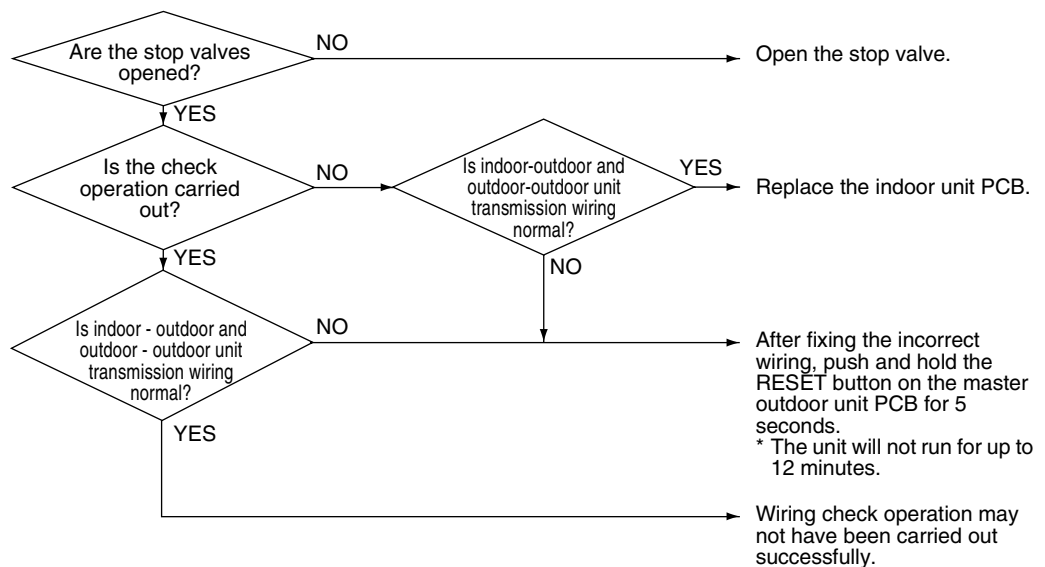 Are the stop valves
opened?
NO
Open the stop valve.
YES
Is the check
operation carried
out?
NO
Is indoor-outdoor and
outdoor-outdoor unit
transmission wiring
normal?
YES
Replace the indoor unit PCB.
YES
NO
Is indoor - outdoor and
outdoor - outdoor unit
transmission wiring
normal?
NO
After fixing the incorrect
wiring, push and hold the
RESET button on the master
outdoor unit PCB for 5
seconds.
* The unit will not run for up to
12 minutes.
YES
Wiring check operation may
not have been carried out
successfully.